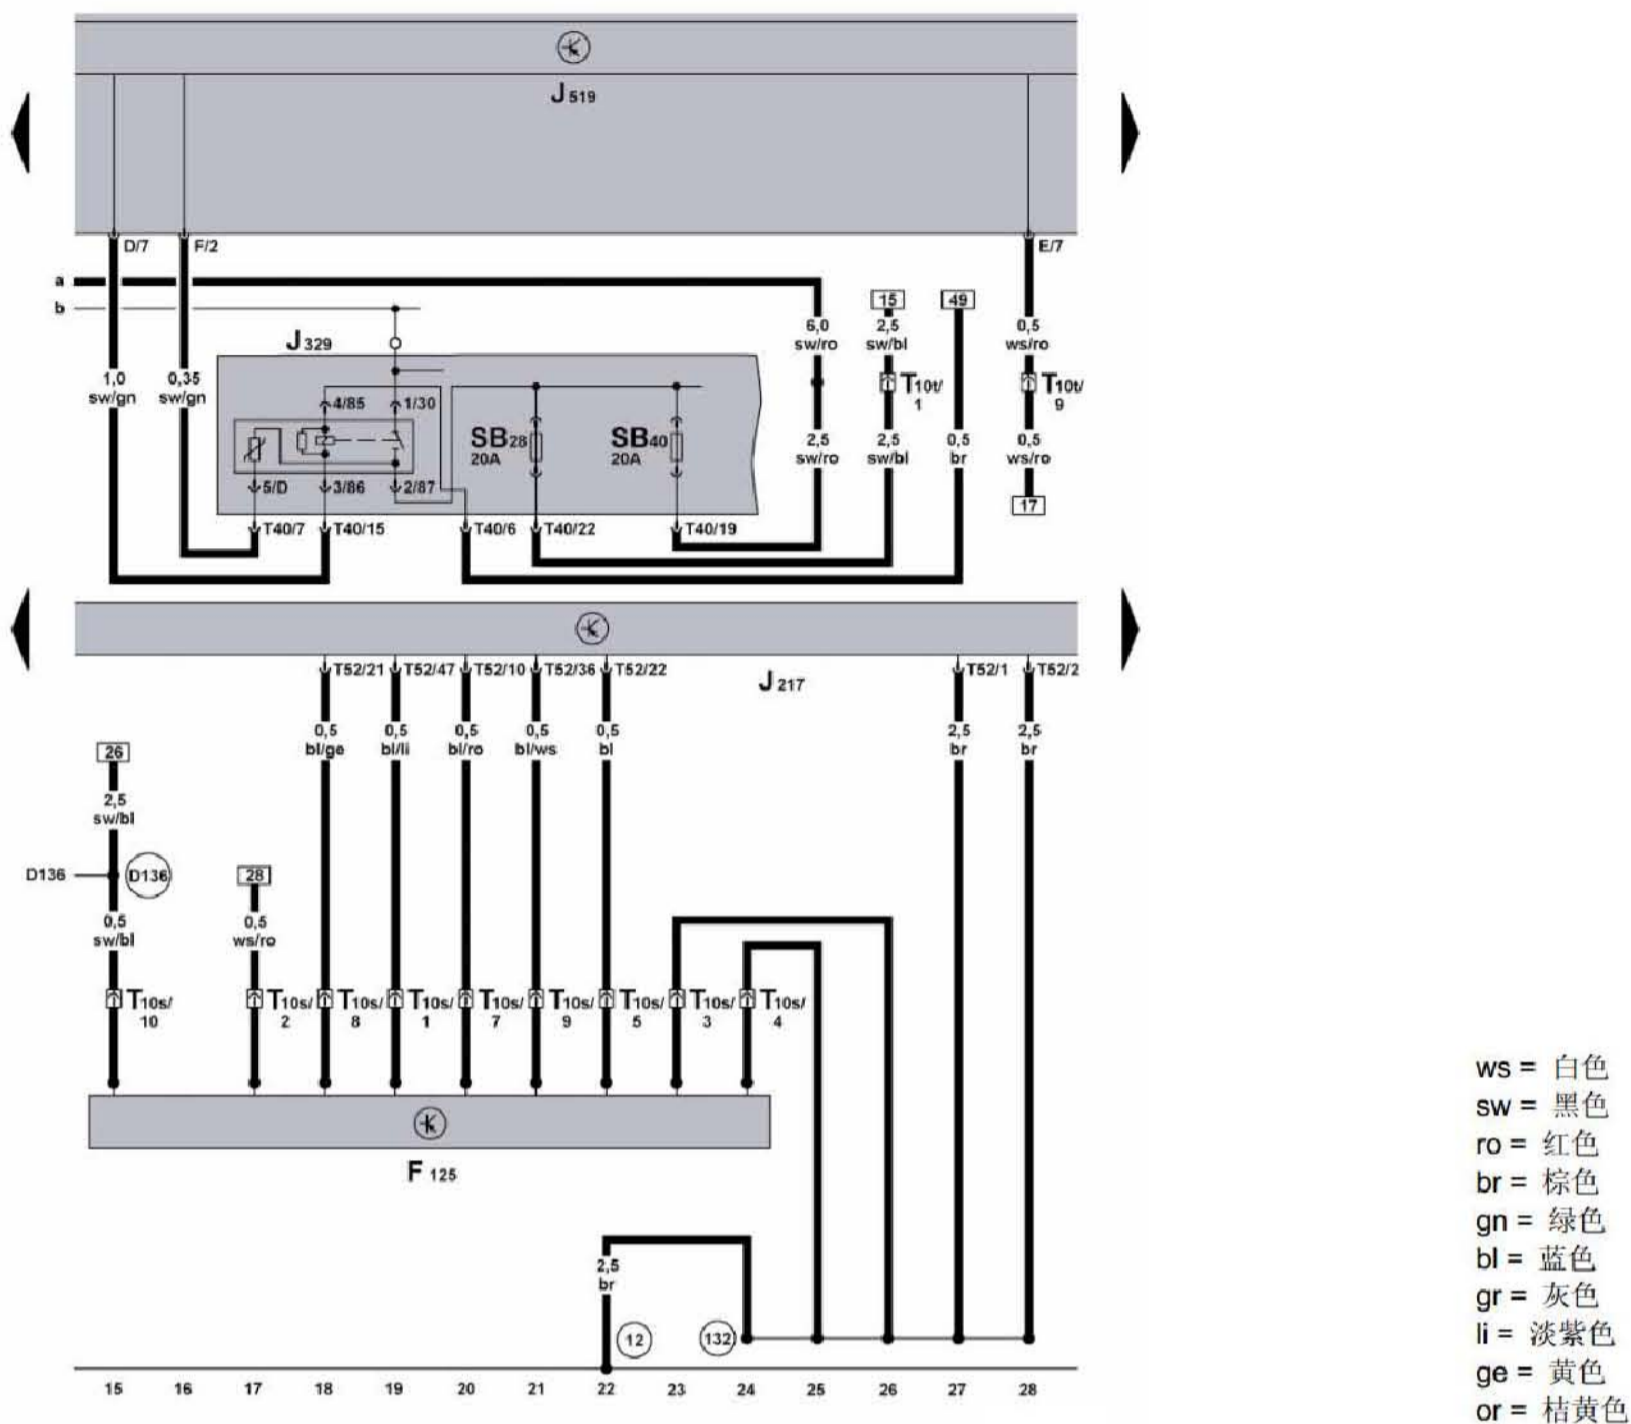 J 519
D/7 F/2 E/7
a
b
15 49
J 329
6,0 2,5 0,5
sw/ro sw/bl ws/ro
1,0 0,35
sw/gn sw/gn
T10t/ T10t/
1 9
4/85 1/30
SB28 SB40
20A 20A
2,5 2,5 0,5 0,5
sw/ro sw/bl br ws/ro
5/D 3/86 2/87
17
T40/7 T40/15 T40/6 T40/22 T40/19
T52/21 T52/47 T52/10 T52/36 T52/22 T52/1 T52/2
J 217
0,5 0,5 0,5 0,5 0,5 2,5 2,5
bl/ge bl/li bl/ro bl/ws bl br br
26
2,5
sw/bl
D136 D136
28
0,5 0,5
sw/bl ws/ro
T10s/ T10s/ T10s/ T10s/ T10s/ T10s/ T10s/ T10s/ T10s/
10 2 8 1 7 9 5 3 4
F 125
2,5
br
12 132
15 16 17 18 19 20 21 22 23 24 25 26 27 28
ws = 白色
sw = 黑色
ro = 红色
br = 棕色
gn = 绿色
bl = 蓝色
gr = 灰色
li = 淡紫色
ge = 黄色
or = 桔黄色